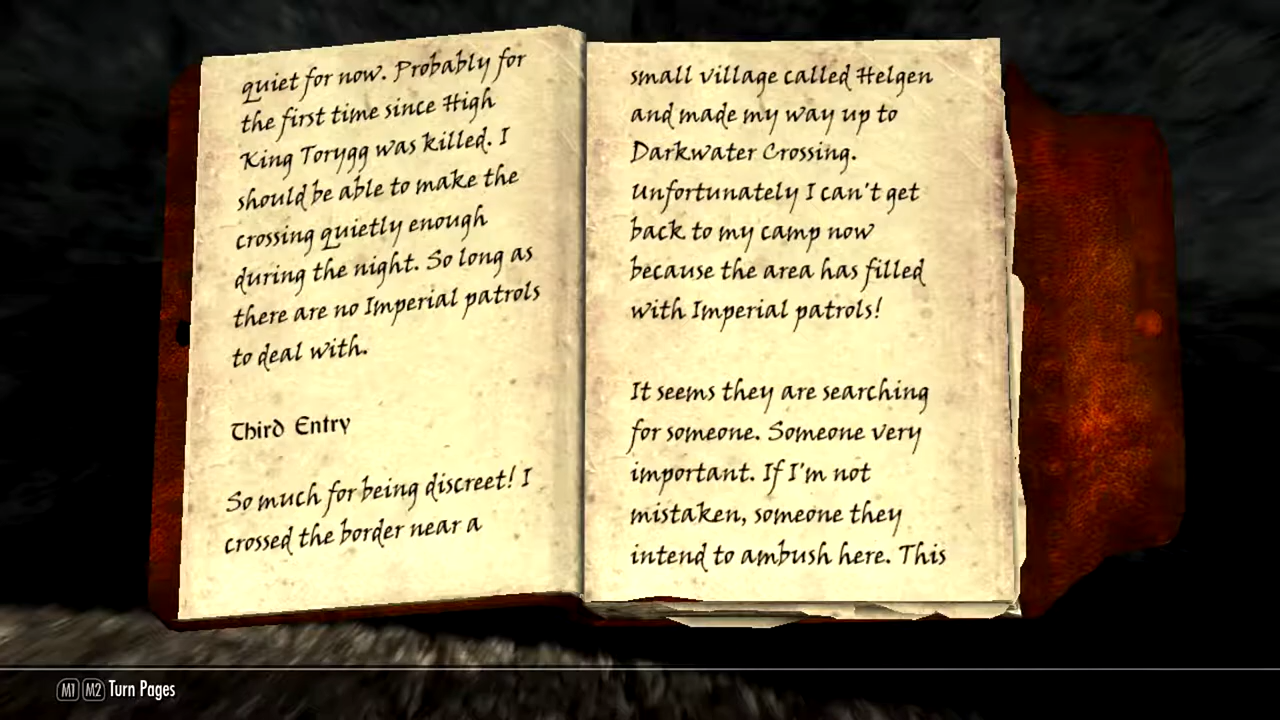 quiet for now. Probably for
the first time since High
King Torygg was killed. I
should be able to make the
crossing quietly enough
during the night. So long as
there are no Imperial patrols
to deal with.
Third Entry
So much for being discreet! I
crossed the border near a
small village called Helgen
and made my way up to
Darkwater Crossing.
Unfortunately I can't get
back to my camp now
because the area has filled
with Imperial patrols!
It seems they are searching
for someone. Someone very
important. If I'm not
mistaken, someone they
intend to ambush here. This
M1 M2 Turn Pages